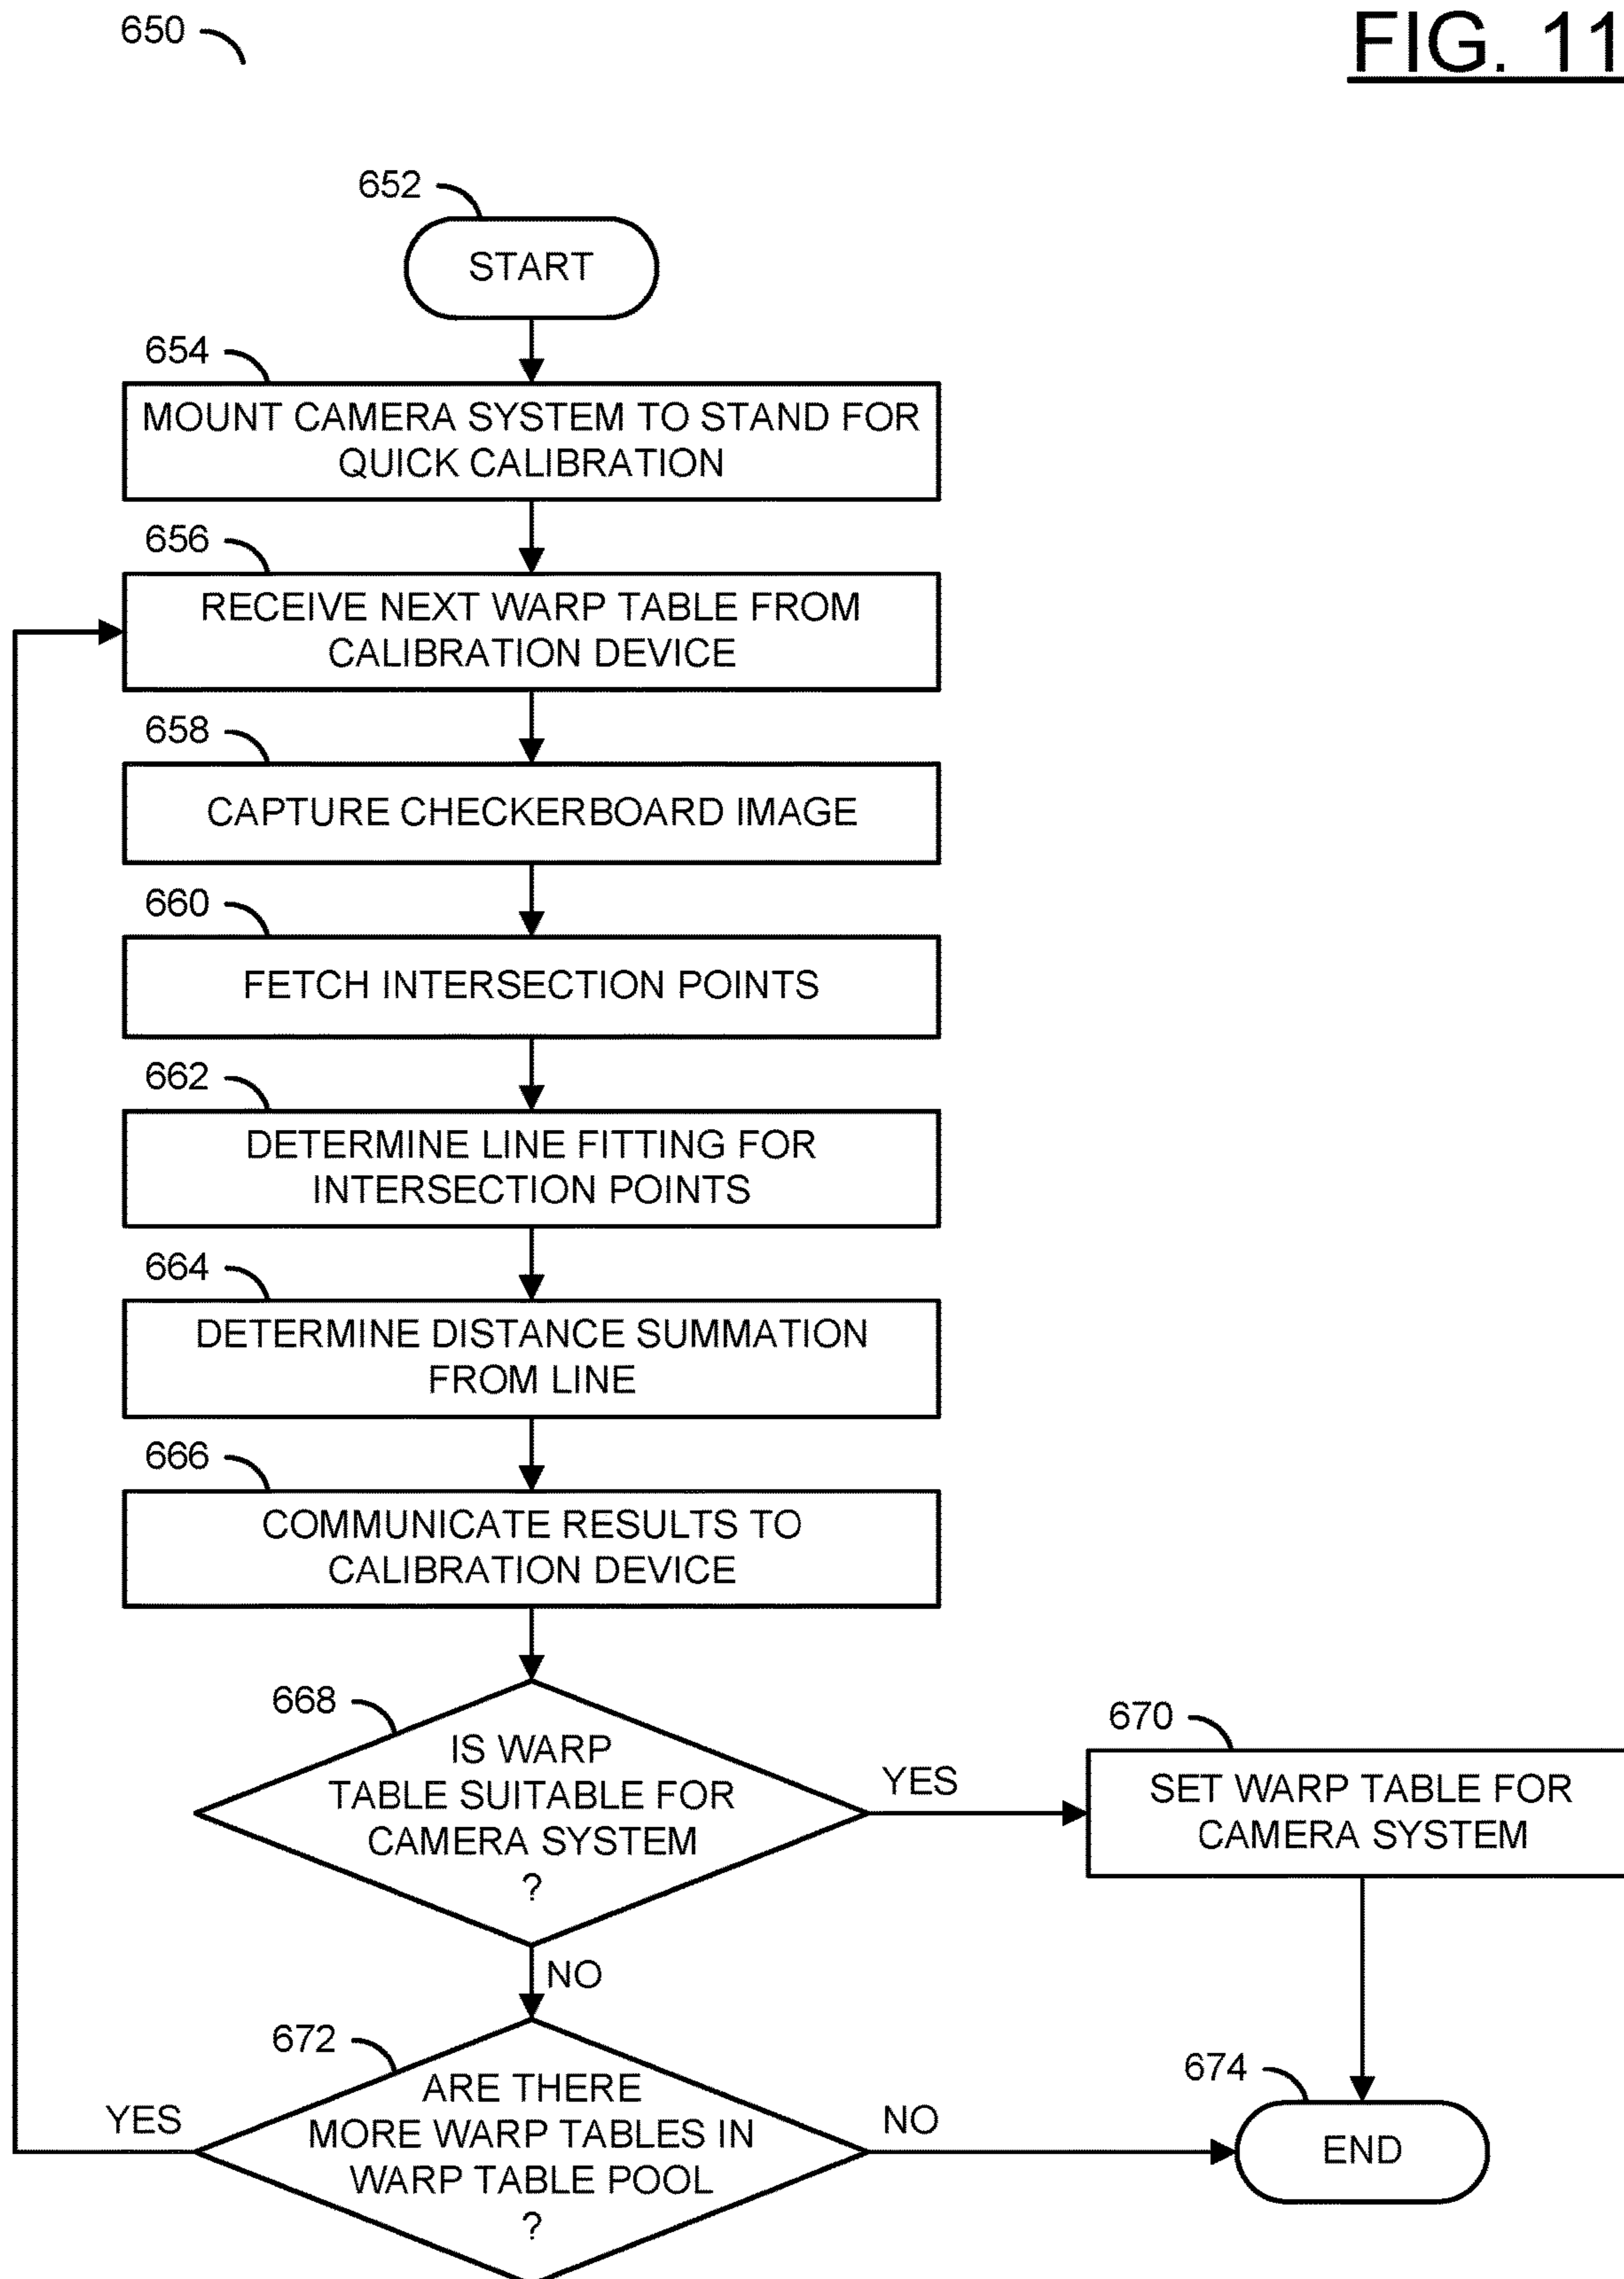 650
FIG. 11
652
START
654
MOUNT CAMERA SYSTEM TO STAND FOR
QUICK CALIBRATION
656
RECEIVE NEXT WARP TABLE FROM
CALIBRATION DEVICE
658
CAPTURE CHECKERBOARD IMAGE
660
FETCH INTERSECTION POINTS
662
DETERMINE LINE FITTING FOR
INTERSECTION POINTS
664
DETERMINE DISTANCE SUMMATION
FROM LINE
666
COMMUNICATE RESULTS TO
CALIBRATION DEVICE
668
IS WARP
TABLE SUITABLE FOR
CAMERA SYSTEM
?
YES
670
SET WARP TABLE FOR
CAMERA SYSTEM
NO
672
ARE THERE
MORE WARP TABLES IN
WARP TABLE POOL
?
YES
NO
674
END